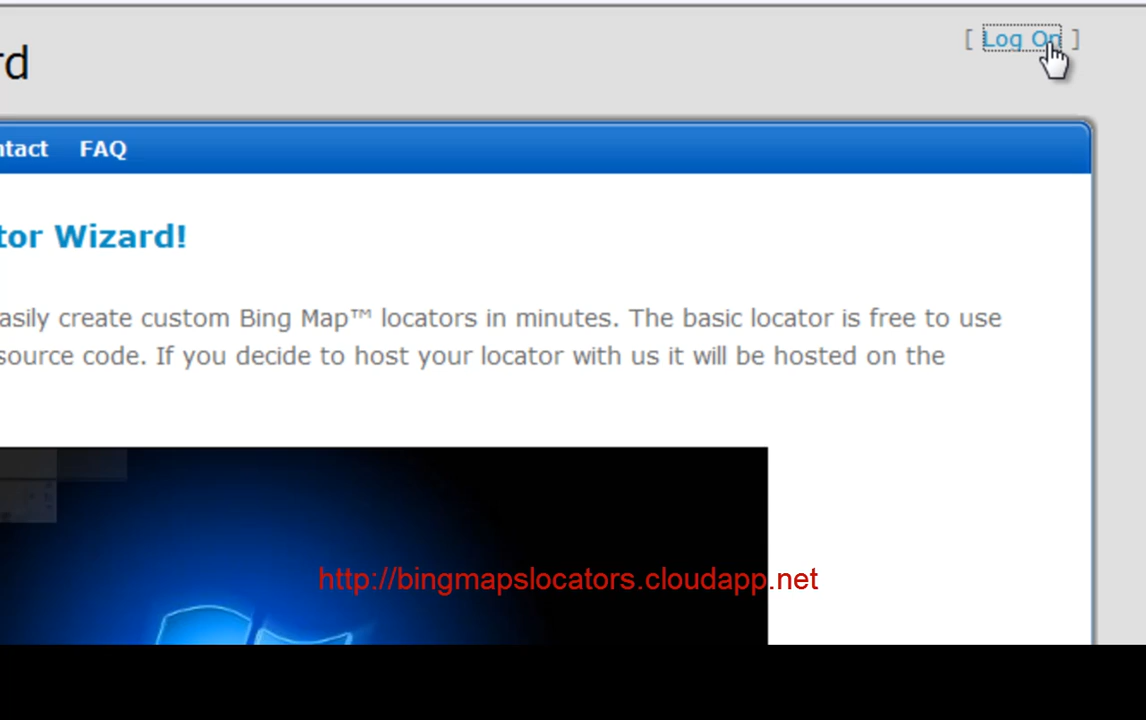 [ Log On ]
rd
ntact FAQ
tor Wizard!
asily create custom Bing Map™ locators in minutes. The basic locator is free to use
source code. If you decide to host your locator with us it will be hosted on the
http://bingmapslocators.cloudapp.net